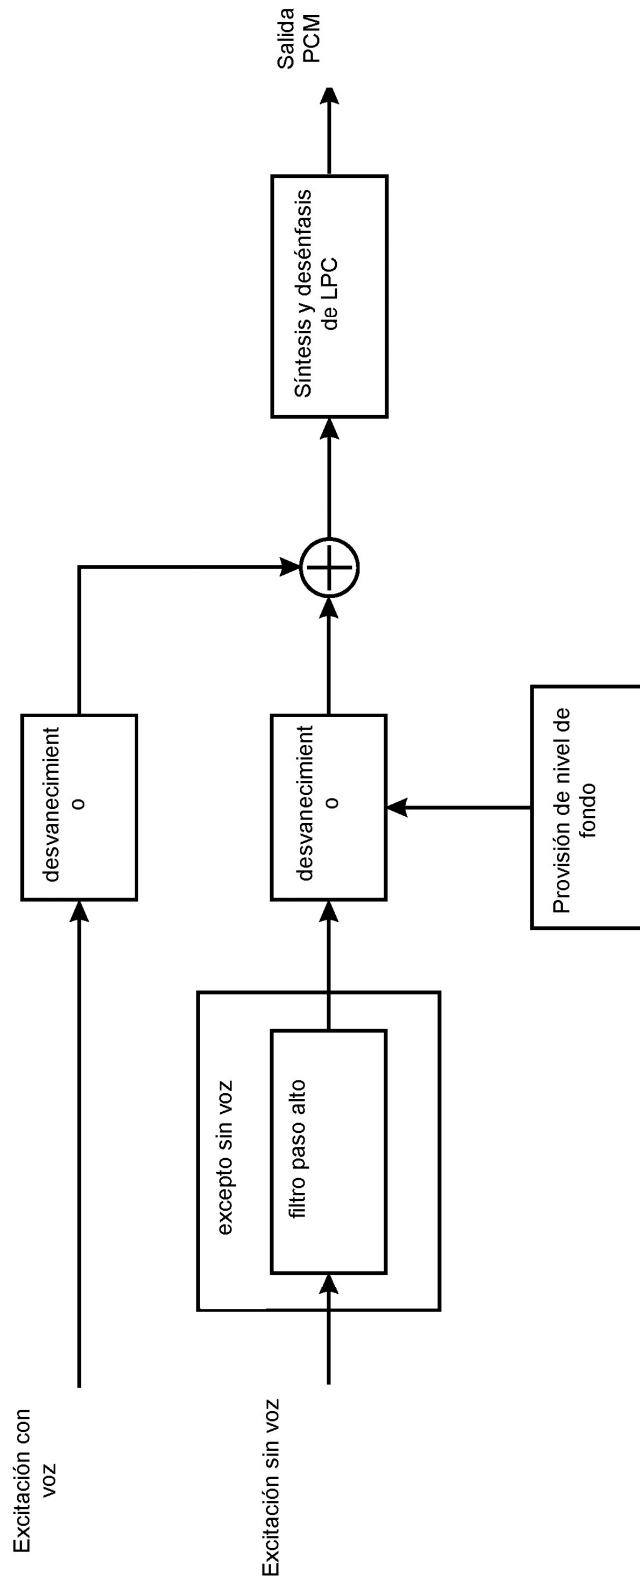 Excitación con
voz
desvanecimient
o
Excitación sin voz
excepto sin voz
filtro paso alto
desvanecimient
o
Provisión de nivel de
fondo
Síntesis y desénfasis
de LPC
Salida
PCM